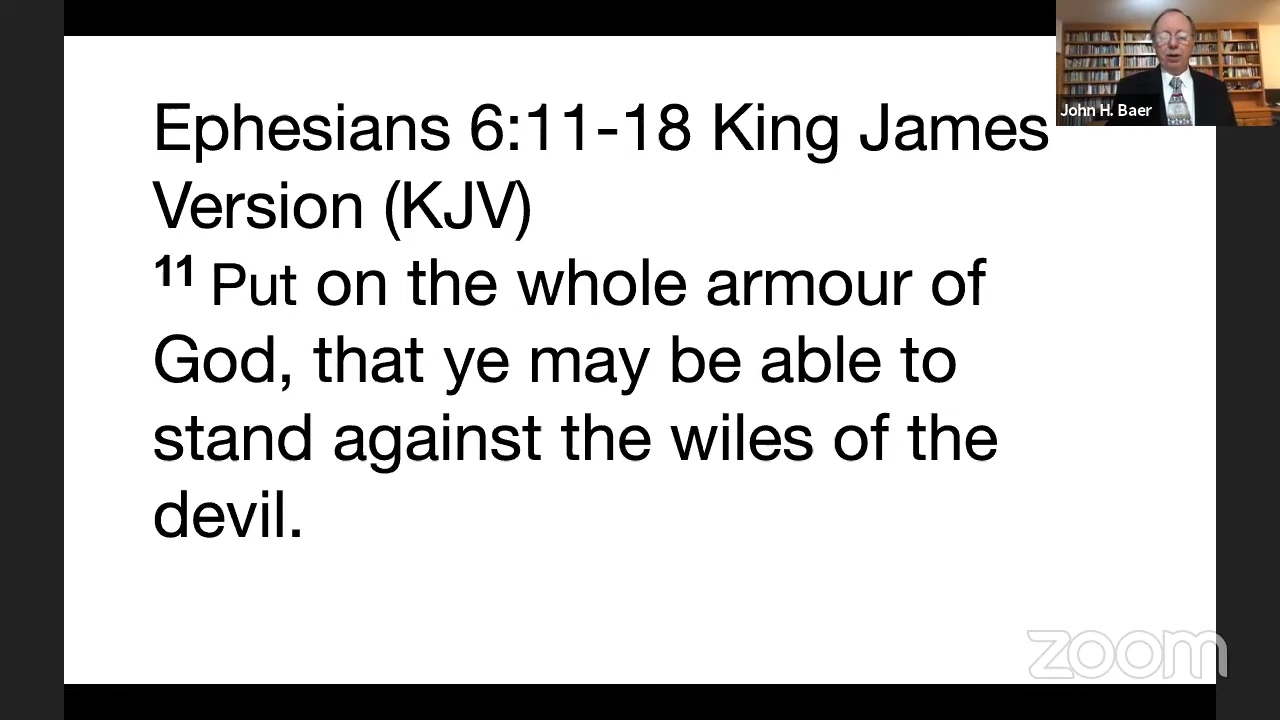 Ephesians 6:11-18 King James
Version (KJV)
11 Put on the whole armour of
God, that ye may be able to
stand against the wiles of the
devil.
John H. Baer
zoom